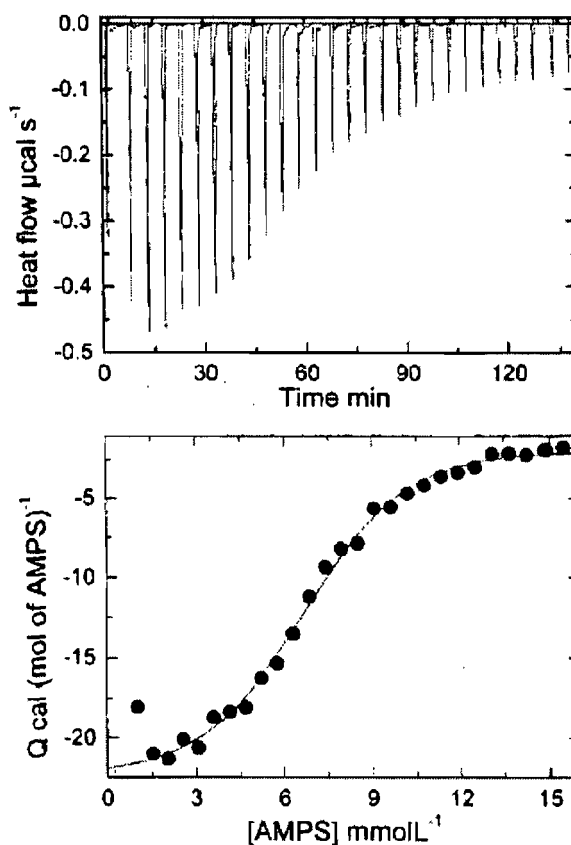 0.0
-0.1
-0.2
-0.3
-0.4
-0.5
Heat flow µcal s⁻¹
0 30 60 90 120
Time min
-5
-10
-15
-20
Q cal (mol of AMPS)⁻¹
0 3 6 9 12 15
[AMPS] mmolL⁻¹